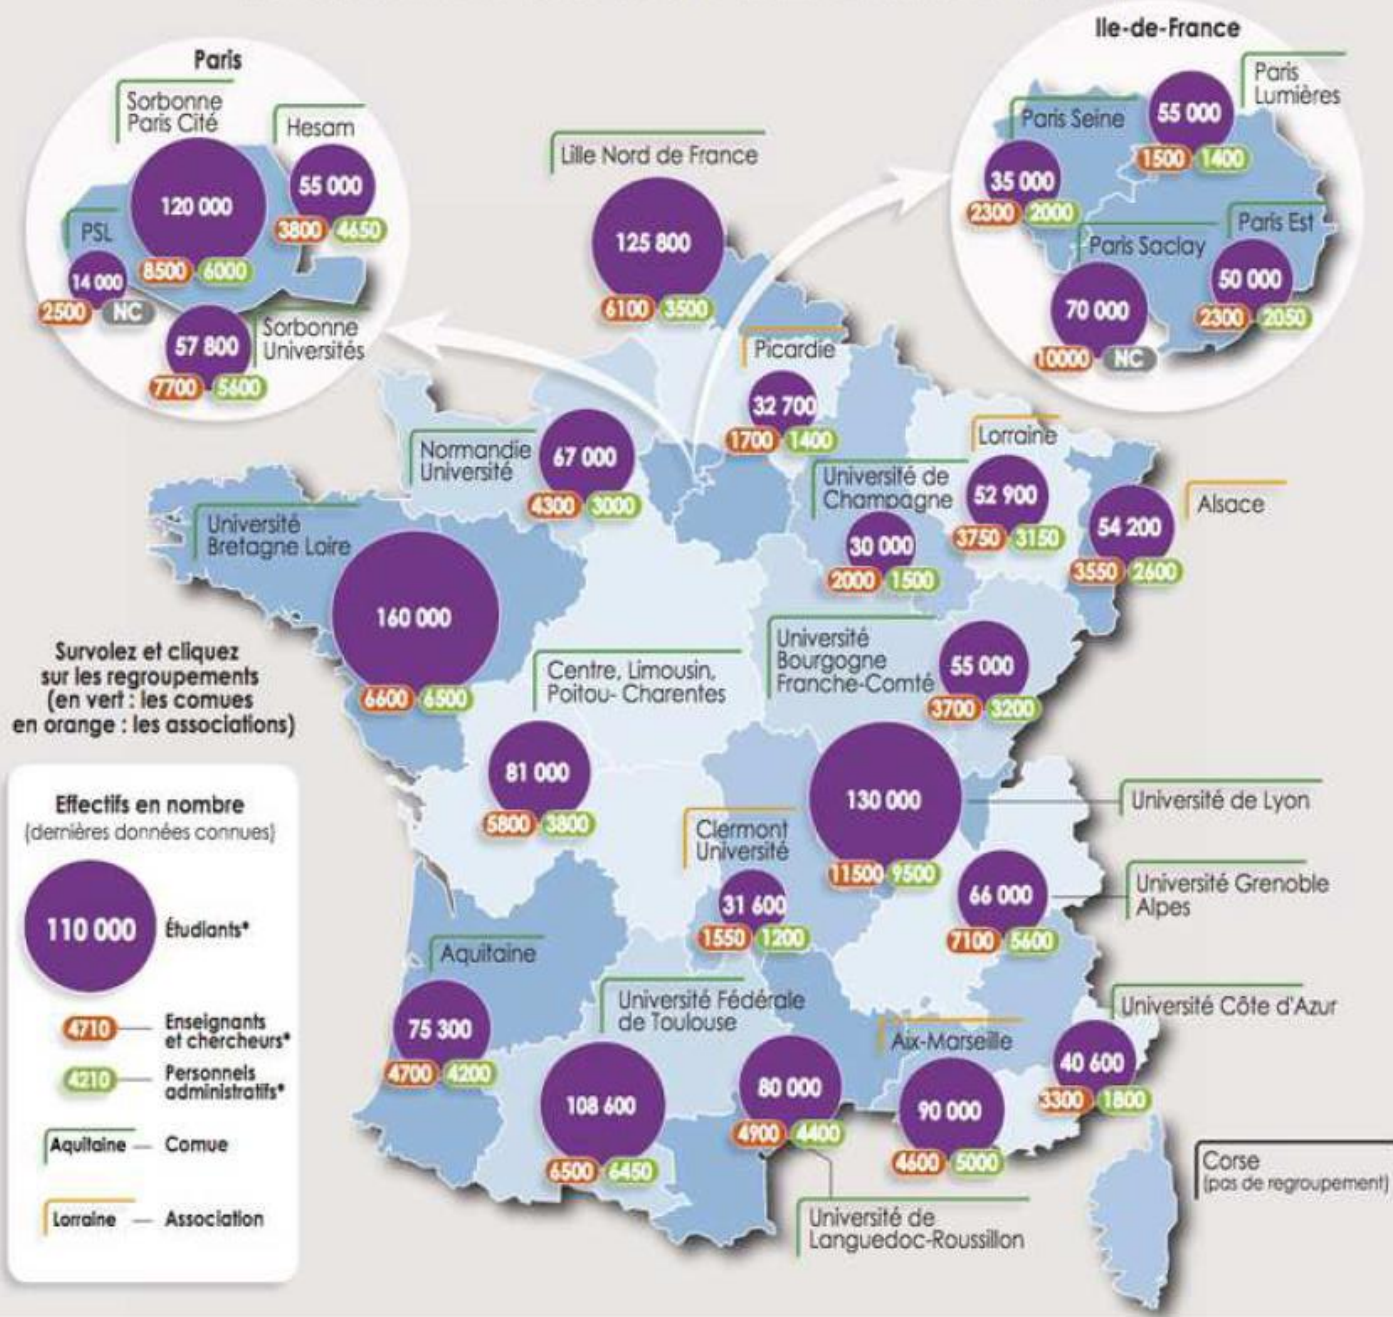 Paris
Sorbonne
Paris Cité
120 000
8500 6000
Hesam
55 000
3800 4650
PSL
14 000
2500 NC
Sorbonne
Universités
57 800
7700 5600
Ile-de-France
Paris
Lumières
55 000
1500 1400
Paris Seine
35 000
2300 2000
Paris Est
50 000
2300 2050
Paris Saclay
70 000
10000 NC
Lille Nord de France
125 800
6100 3500
Picardie
32 700
1700 1400
Normandie
Université
67 000
4300 3000
Lorraine
52 900
3750 3150
Université de
Champagne
30 000
2000 1500
Alsace
54 200
3550 2600
Université
Bretagne Loire
160 000
6600 6500
Centre, Limousin,
Poitou- Charentes
81 000
5800 3800
Université
Bourgogne
Franche-Comté
55 000
3700 3200
Université de Lyon
130 000
11500 9500
Clermont
Université
31 600
1550 1200
Université Grenoble
Alpes
66 000
7100 5600
Aquitaine
75 300
4700 4200
Université Fédérale
de Toulouse
108 600
6500 6450
Université de
Languedoc-Roussillon
80 000
4900 4400
Aix-Marseille
90 000
4600 5000
Université Côte d'Azur
40 600
3300 1800
Corse
(pas de regroupement)
Survolez et cliquez
sur les regroupements
(en vert : les comues
en orange : les associations)
Effectifs en nombre
(dernières données connues)
110 000 Étudiants*
4710 Enseignants
et chercheurs*
4210 Personnels
administratifs*
Aquitaine — Comue
Lorraine — Association